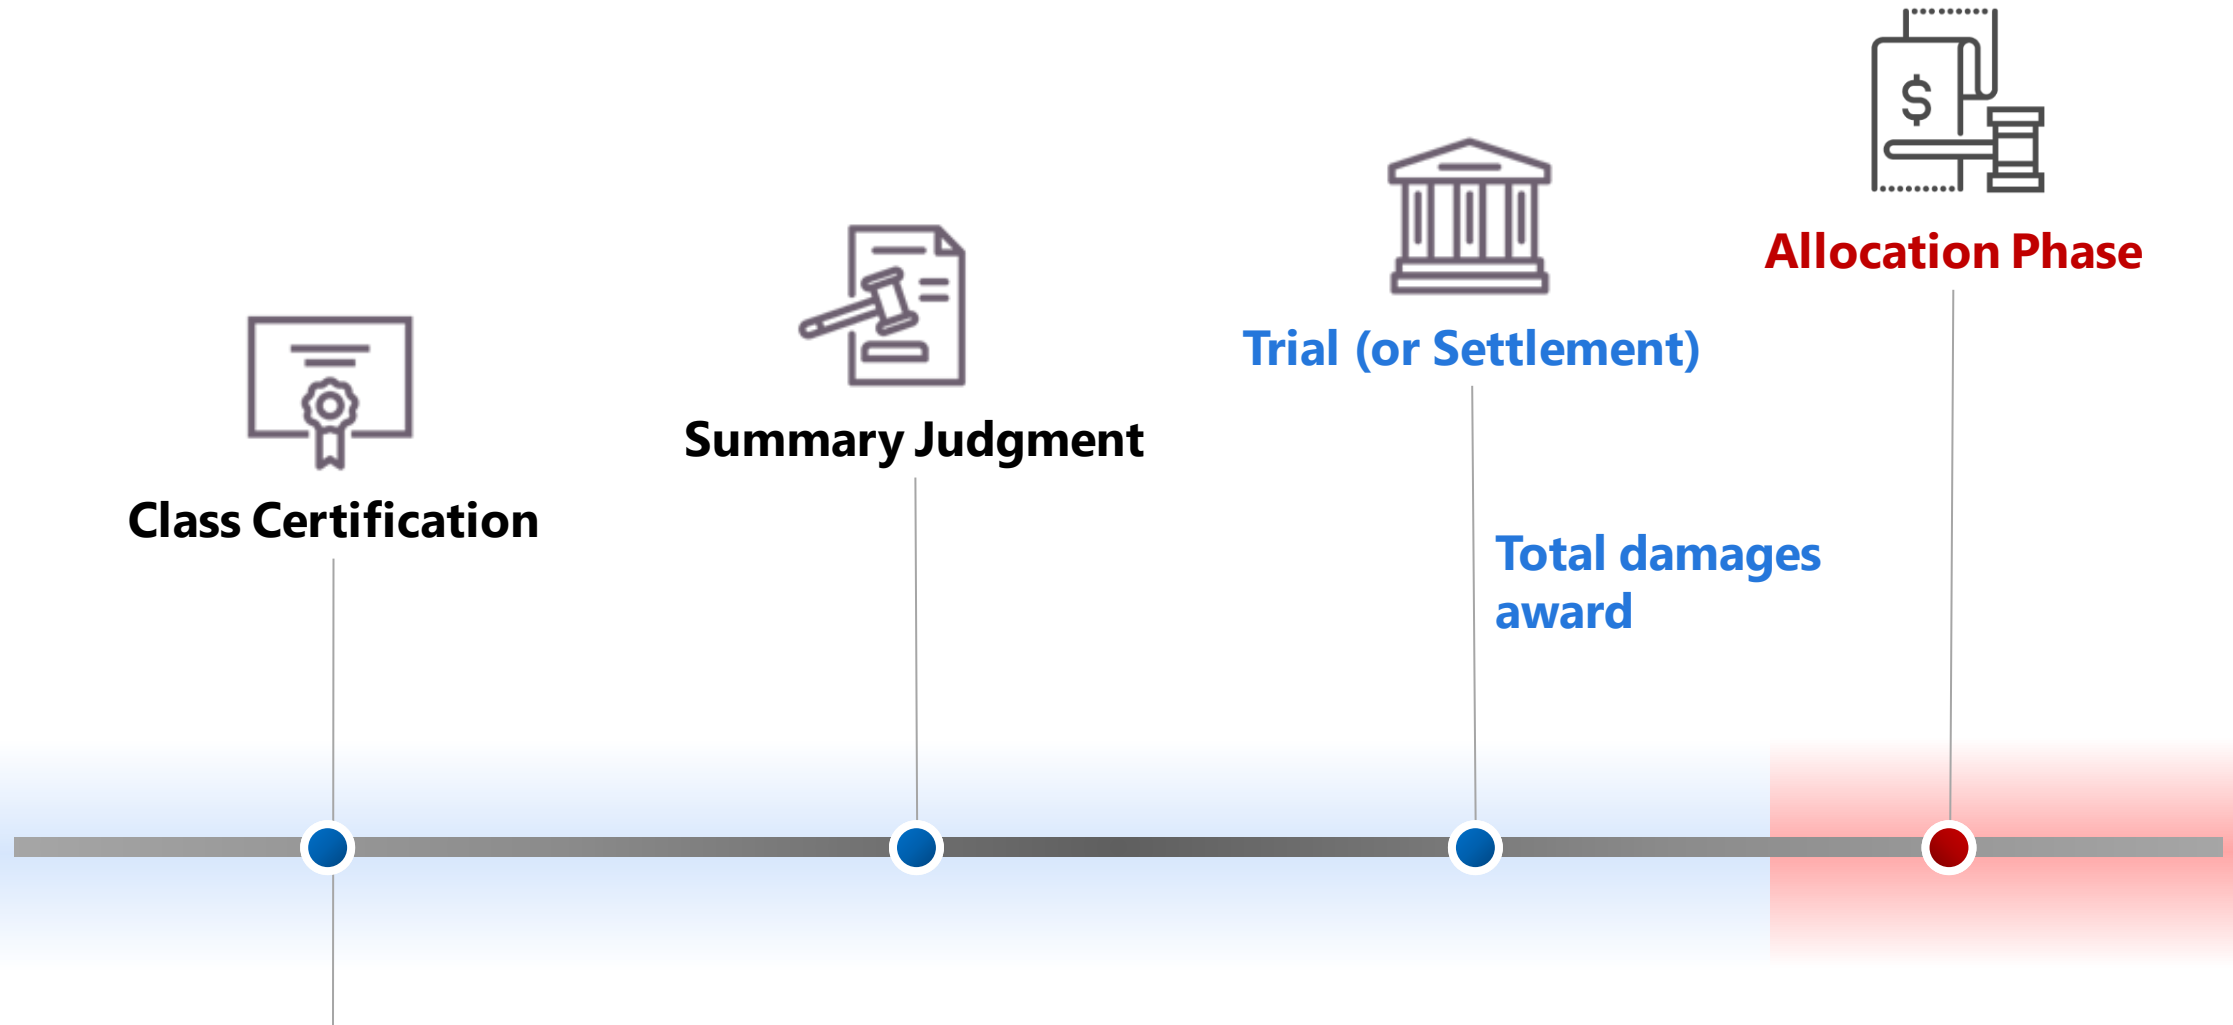 Class Certification
Summary Judgment
Trial (or Settlement)
Total damages
award
$
Allocation Phase